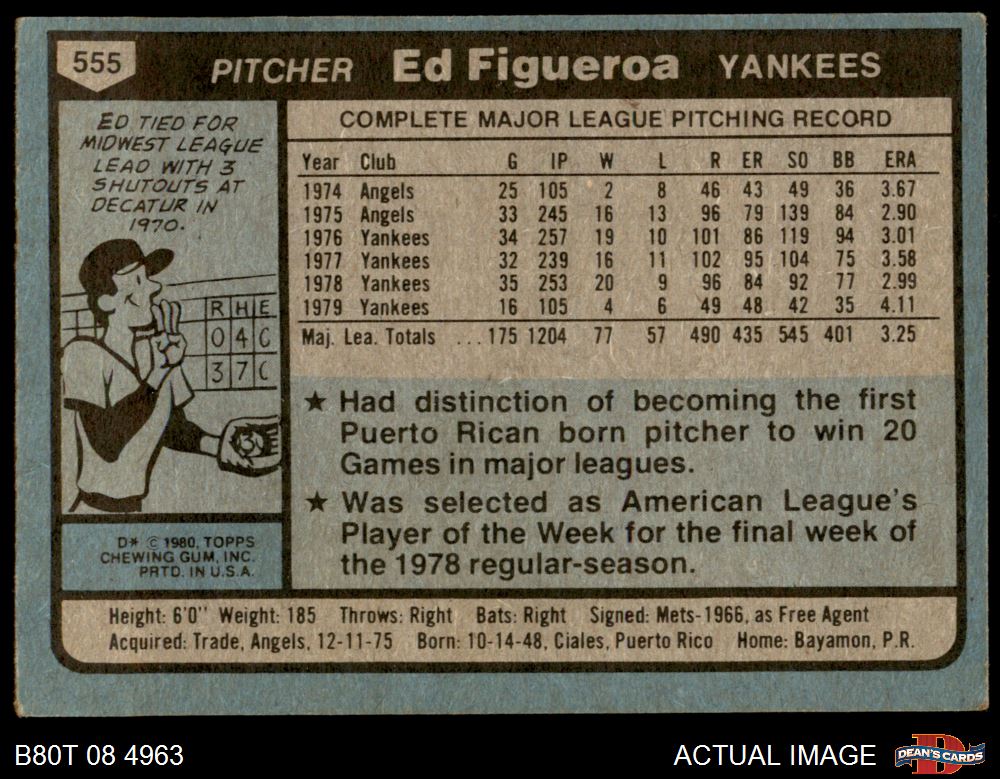 555 PITCHER Ed Figueroa YANKEES
ED TIED FOR
MIDWEST LEAGUE
LEAD WITH 3
SHUTOUTS AT
DECATUR IN
1970.
R H E
0 4 0
3 7 0
3
D* © 1980, TOPPS
CHEWING GUM, INC.
PRTD. IN U.S.A.
COMPLETE MAJOR LEAGUE PITCHING RECORD
Year Club G IP W L R ER SO BB ERA
1974 Angels 25 105 2 8 46 43 49 36 3.67
1975 Angels 33 245 16 13 96 79 139 84 2.90
1976 Yankees 34 257 19 10 101 86 119 94 3.01
1977 Yankees 32 239 16 11 102 95 104 75 3.58
1978 Yankees 35 253 20 9 96 84 92 77 2.99
1979 Yankees 16 105 4 6 49 48 42 35 4.11
Maj. Lea. Totals ...175 1204 77 57 490 435 545 401 3.25
★ Had distinction of becoming the first
Puerto Rican born pitcher to win 20
Games in major leagues.
★ Was selected as American League's
Player of the Week for the final week of
the 1978 regular-season.
Height: 6'0" Weight: 185 Throws: Right Bats: Right Signed: Mets-1966, as Free Agent
Acquired: Trade, Angels, 12-11-75 Born: 10-14-48, Ciales, Puerto Rico Home: Bayamon, P.R.
B80T 08 4963 ACTUAL IMAGE DEAN'S CARDS